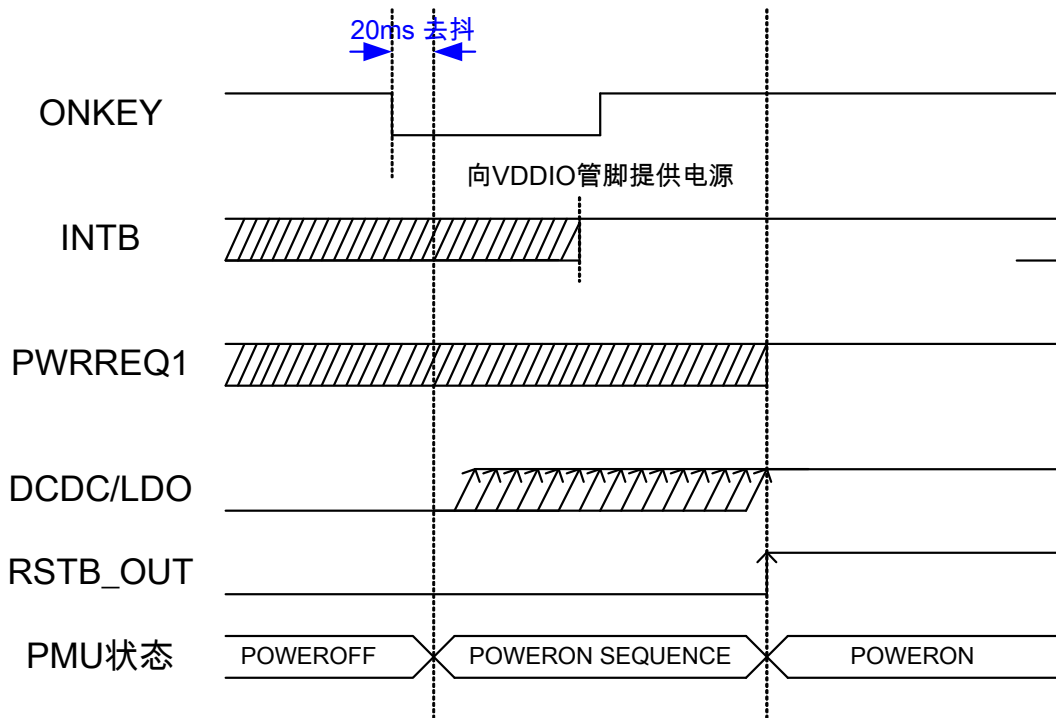 20ms 去抖
ONKEY
向VDDIO管脚提供电源
INTB
PWRREQ1
DCDC/LDO
RSTB_OUT
PMU状态 POWEROFF POWERON SEQUENCE POWERON